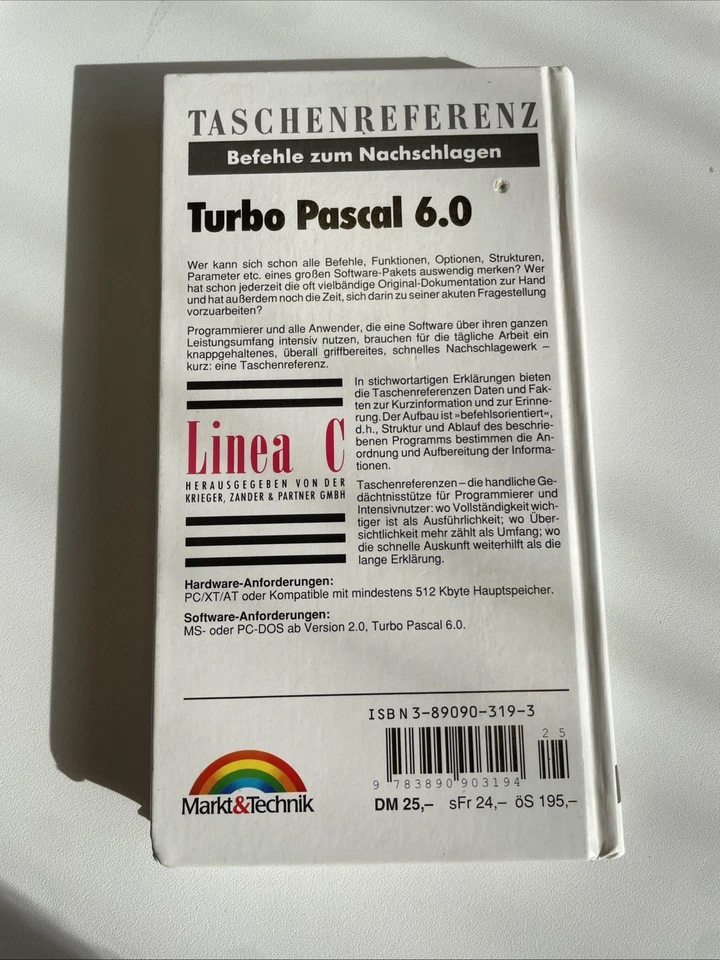 TASCHENREFERENZ
Befehle zum Nachschlagen
Turbo Pascal 6.0
Wer kann sich schon alle Befehle, Funktionen, Optionen, Strukturen,
Parameter etc. eines großen Software-Pakets auswendig merken? Wer
hat schon jederzeit die oft vielbändige Original-Dokumentation zur Hand
und hat außerdem noch die Zeit, sich darin zu seiner akuten Fragestellung
vorzuarbeiten?
Programmierer und alle Anwender, die eine Software über ihren ganzen
Leistungsumfang intensiv nutzen, brauchen für die tägliche Arbeit ein
knappgehaltenes, überall griffbereites, schnelles Nachschlagewerk –
kurz: eine Taschenreferenz.
In stichwortartigen Erklärungen bieten
die Taschenreferenzen Daten und Fak-
ten zur Kurzinformation und zur Erinne-
rung. Der Aufbau ist »befehlsorientiert«,
d.h., Struktur und Ablauf des beschrie-
benen Programms bestimmen die An-
ordnung und Aufbereitung der Informa-
tionen.
Taschenreferenzen – die handliche Ge-
dächtnisstütze für Programmierer und
Intensivnutzer: wo Vollständigkeit wich-
tiger ist als Ausführlichkeit; wo Über-
sichtlichkeit mehr zählt als Umfang; wo
die schnelle Auskunft weiterhilft als die
lange Erklärung.
Linea C
HERAUSGEGEBEN VON DER
KRIEGER, ZANDER & PARTNER GMBH
Hardware-Anforderungen:
PC/XT/AT oder Kompatible mit mindestens 512 Kbyte Hauptspeicher.
Software-Anforderungen:
MS- oder PC-DOS ab Version 2.0, Turbo Pascal 6.0.
ISBN 3-89090-319-3
2 5
9 783890 903194
Markt&Technik
DM 25,– sFr 24,– öS 195,–